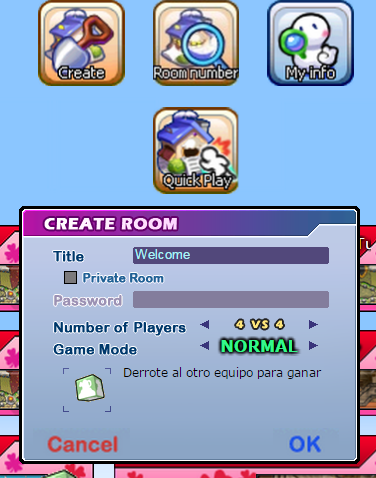 Create
Room number
My info
Quick Play
CREATE ROOM
Title
Welcome
Private Room
Password
Number of Players
4 VS 4
Game Mode
NORMAL
Derrote al otro equipo para ganar
Cancel
OK